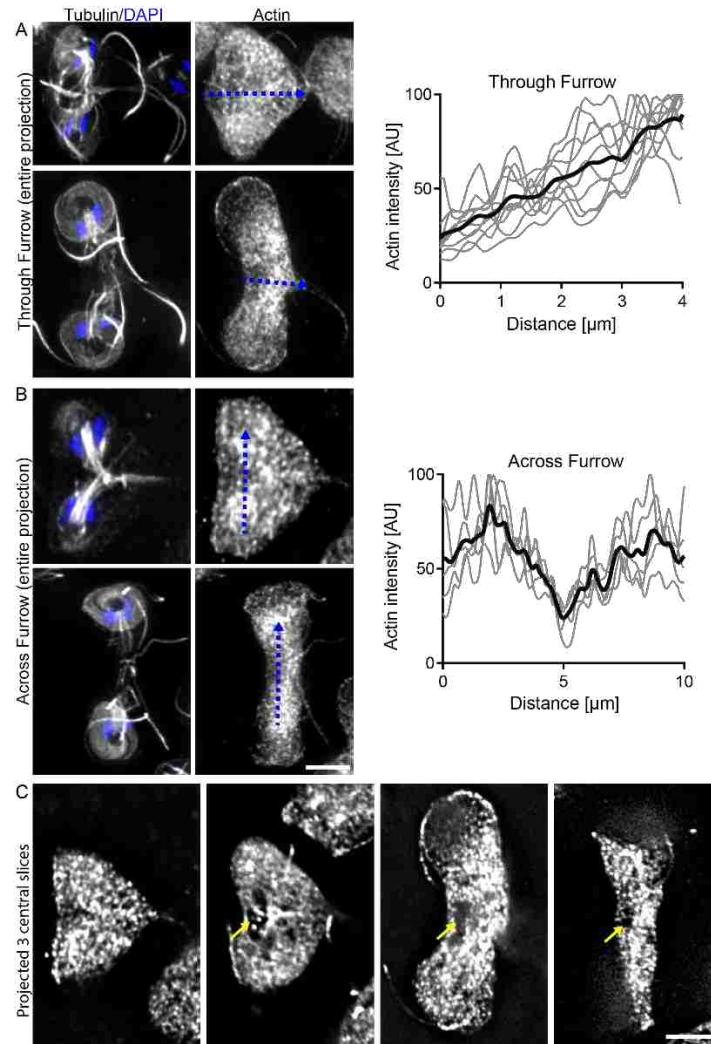 A
Tubulin/DAPI
Actin
Through Furrow (entire projection)
Through Furrow
Actin intensity [AU]
100
50
0
0 1 2 3 4
Distance [µm]
B
Across Furrow (entire projection)
Across Furrow
Actin intensity [AU]
100
50
0
0 5 10
Distance [µm]
C
Projected 3 central slices